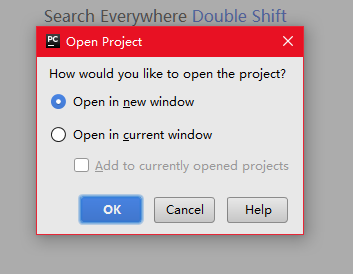 Search Everywhere Double Shift
PC
Open Project
How would you like to open the project?
Open in new window
Open in current window
Add to currently opened projects
OK
Cancel
Help